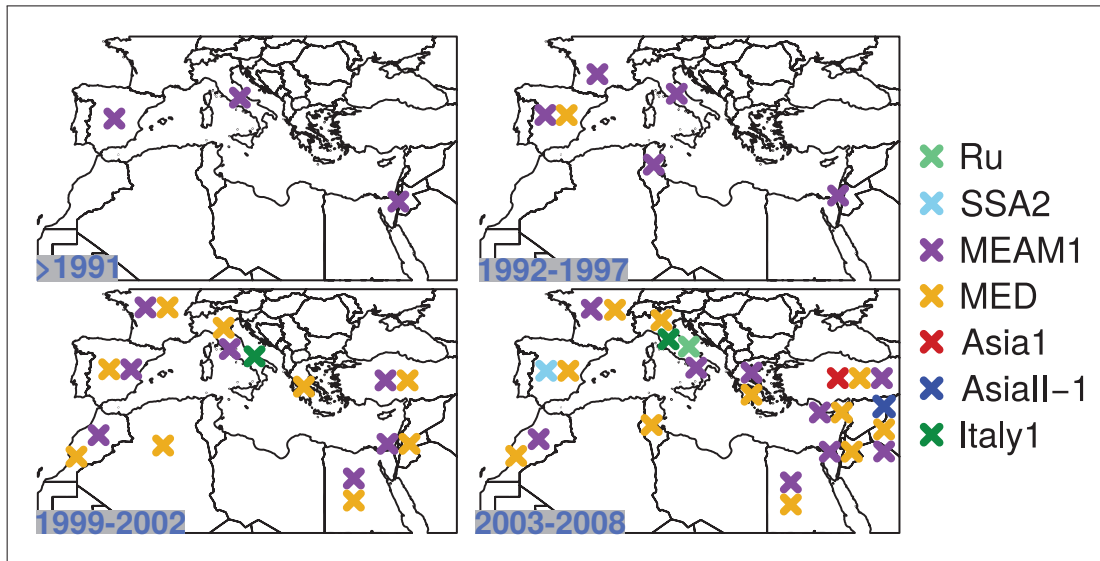 >1991
1992-1997
1999-2002
2003-2008
Ru
SSA2
MEAM1
MED
Asia1
AsiaII-1
Italy1